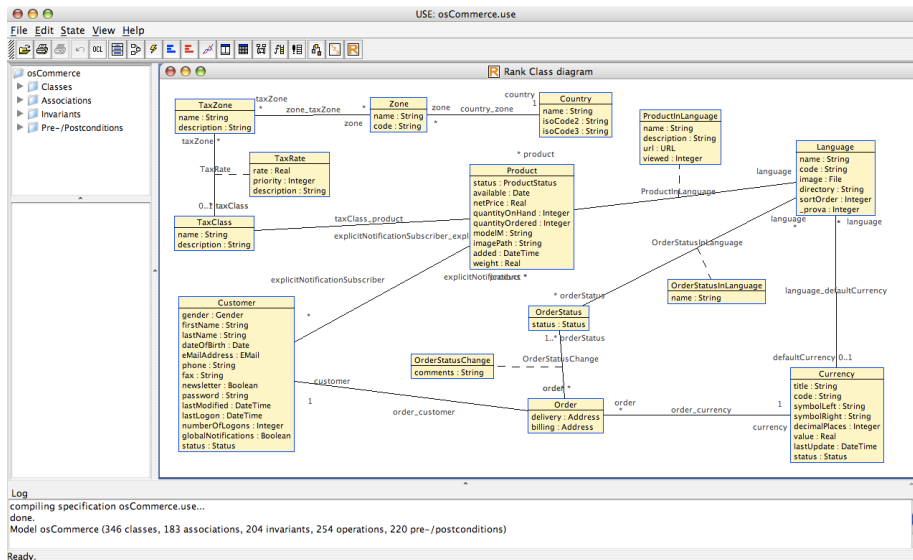 USE: osCommerce.use
File Edit State View Help
OCL
osCommerce
Classes
Associations
Invariants
Pre-/Postconditions
Rank Class diagram
TaxZone
name : String
description : String
taxZone
*
zone_taxZone
zone
*
Zone
name : String
code : String
zone
*
country_zone
country
1
Country
name : String
isoCode2 : String
isoCode3 : String
ProductInLanguage
name : String
description : String
url : URL
viewed : Integer
ProductInLanguage
Language
name : String
code : String
image : File
directory : String
sortOrder : Integer
_prova : Integer
language
language
*
* language
taxZone *
TaxRate
TaxRate
rate : Real
priority : Integer
description : String
0..1 taxClass
TaxClass
name : String
description : String
taxClass_product
* product
Product
status : ProductStatus
available : Date
netPrice : Real
quantityOnHand : Integer
quantityOrdered : Integer
modelM : String
imagePath : String
added : DateTime
weight : Real
explicitNotificationSubscriber
*
OrderStatusInLanguage
OrderStatusInLanguage
name : String
language_defaultCurrency
* orderStatus
OrderStatus
status : Status
1..* orderStatus
OrderStatusChange
OrderStatusChange
comments : String
order *
Customer
gender : Gender
firstName : String
lastName : String
dateOfBirth : Date
eMailAddress : EMail
phone : String
fax : String
newsletter : Boolean
password : String
lastModified : DateTime
lastLogon : DateTime
numberOfLogons : Integer
globalNotifications : Boolean
status : Status
customer
1
order_customer
Order
delivery : Address
billing : Address
order
*
order_currency
1
currency
defaultCurrency 0..1
Currency
title : String
code : String
symbolLeft : String
symbolRight : String
decimalPlaces : Integer
value : Real
lastUpdate : DateTime
status : Status
Log
compiling specification osCommerce.use...
done.
Model osCommerce (346 classes, 183 associations, 204 invariants, 254 operations, 220 pre-/postconditions)
Ready.